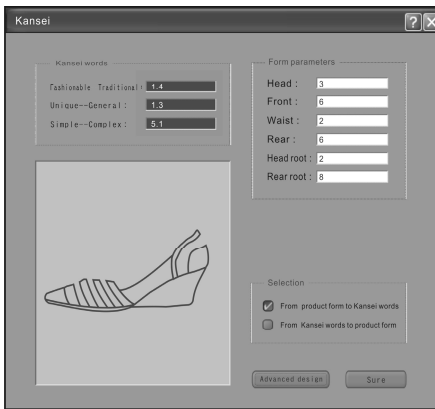 Kansei
?
X
Kansei words
Fashionable Traditional: 1.4
Unique--General: 1.3
Simple--Complex: 5.1
Form parameters
Head: 3
Front: 6
Waist: 2
Rear: 6
Head root: 2
Rear root: 8
Selection
From product form to Kansei words
From Kansei words to product form
Advanced design
Sure